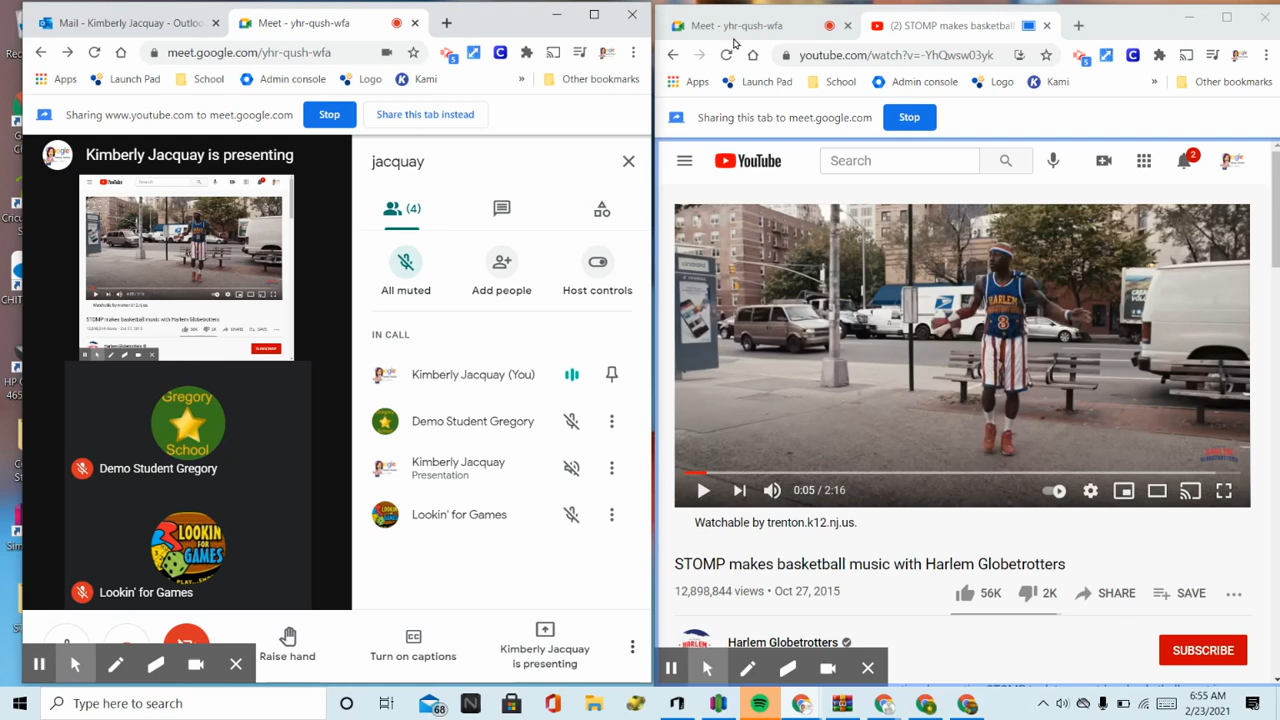 Mail - Kimberly Jacquay - Outloo
Meet - yhr-qush-wfa
meet.google.com/yhr-qush-wfa
Apps
Launch Pad
School
Admin console
Logo
Kami
»
Other bookmarks
Sharing www.youtube.com to meet.google.com
Stop
Share this tab instead
Kimberly Jacquay is presenting
jacquay
(4)
All muted
Add people
Host controls
IN CALL
Kimberly Jacquay (You)
Demo Student Gregory
Kimberly Jacquay
Presentation
Lookin' for Games
Gregory
School
Demo Student Gregory
LOOKIN
FOR
GAMES
Lookin' for Games
Raise hand
Turn on captions
Kimberly Jacquay
is presenting
Meet - yhr-qush-wfa
(2) STOMP makes basketball
youtube.com/watch?v=-YhQwsw03yk
Apps
Launch Pad
School
Admin console
Logo
Kami
»
Other bookmarks
Sharing this tab to meet.google.com
Stop
YouTube
Search
2
HARLEM
8
0:05 / 2:16
Watchable by trenton.k12.nj.us.
STOMP makes basketball music with Harlem Globetrotters
12,898,844 views • Oct 27, 2015
56K
2K
SHARE
SAVE
Harlem Globetrotters
SUBSCRIBE
Type here to search
68
6:55 AM
2/23/2021